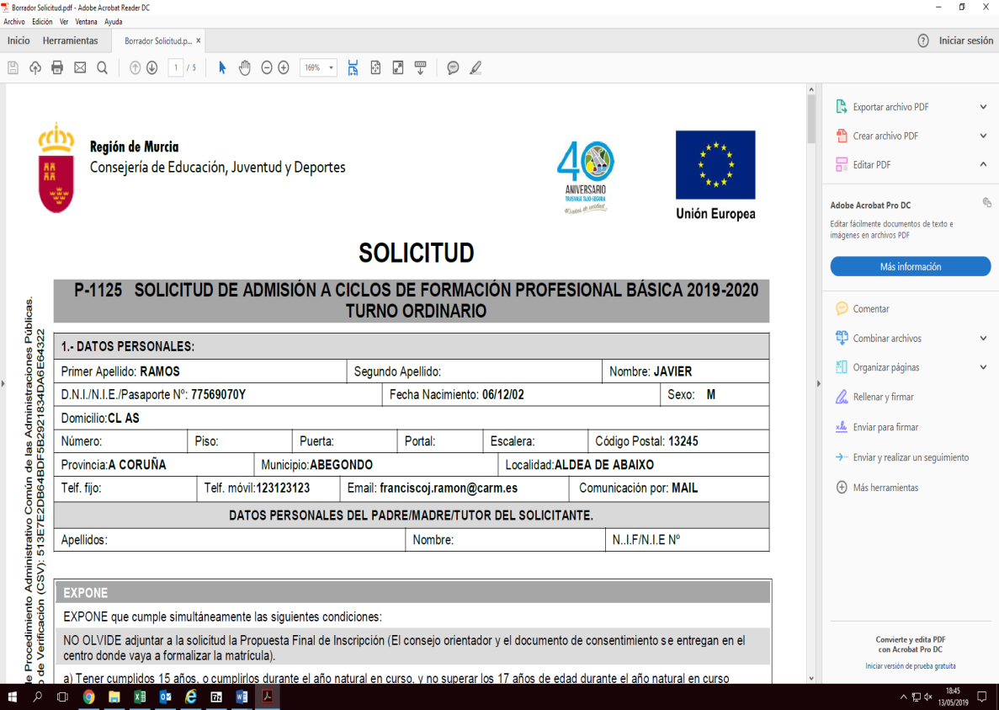 Borrador Solicitud.pdf - Adobe Acrobat Reader DC
Archivo Edición Ver Ventana Ayuda
Inicio Herramientas Borrador Solicitud.p... × Iniciar sesión
1 / 5 169%
Exportar archivo PDF
Crear archivo PDF
Editar PDF
Adobe Acrobat Pro DC
Editar fácilmente documentos de texto e
imágenes en archivos PDF
Más información
Comentar
Combinar archivos
Organizar páginas
Rellenar y firmar
Enviar para firmar
Enviar y realizar un seguimiento
Más herramientas
Convierte y edita PDF
con Acrobat Pro DC
Iniciar versión de prueba gratuita
Región de Murcia
Consejería de Educación, Juventud y Deportes
40
ANIVERSARIO
TRASVASE TAJO-SEGURA
40 años de unidad
Unión Europea
SOLICITUD
P-1125 SOLICITUD DE ADMISIÓN A CICLOS DE FORMACIÓN PROFESIONAL BÁSICA 2019-2020
TURNO ORDINARIO
1.- DATOS PERSONALES:
Primer Apellido: RAMOS Segundo Apellido: Nombre: JAVIER
D.N.I./N.I.E./Pasaporte Nº: 77569070Y Fecha Nacimiento: 06/12/02 Sexo: M
Domicilio:CL AS
Número: Piso: Puerta: Portal: Escalera: Código Postal: 13245
Provincia:A CORUÑA Municipio:ABEGONDO Localidad:ALDEA DE ABAIXO
Telf. fijo: Telf. móvil:123123123 Email: franciscoj.ramon@carm.es Comunicación por: MAIL
DATOS PERSONALES DEL PADRE/MADRE/TUTOR DEL SOLICITANTE.
Apellidos: Nombre: N..I.F/N.I.E Nº
EXPONE
EXPONE que cumple simultáneamente las siguientes condiciones:
NO OLVIDE adjuntar a la solicitud la Propuesta Final de Inscripción (El consejo orientador y el documento de consentimiento se entregan en el
centro donde vaya a formalizar la matrícula).
a) Tener cumplidos 15 años, o cumplirlos durante el año natural en curso, y no superar los 17 años de edad durante el año natural en curso
e Procedimiento Administrativo Común de las Administraciones Públicas.
o de Verificación (CSV): 513E7E2DB64BDF5B2921834DA6E64322
18:45
13/05/2019